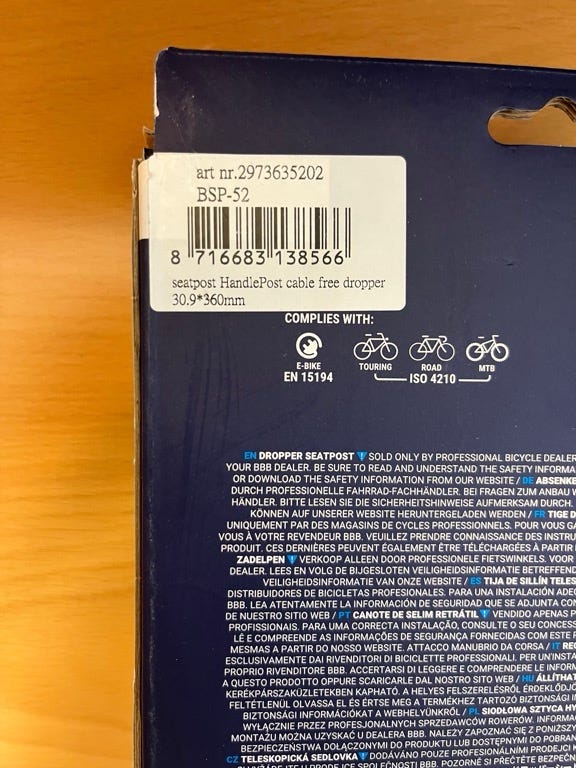 art nr.2973635202
BSP-52
8 716683 138566
seatpost HandlePost cable free dropper
30.9*360mm
COMPLIES WITH:
E-BIKE
EN 15194
TOURING ROAD MTB
ISO 4210
EN DROPPER SEATPOST SOLD ONLY BY PROFESSIONAL BICYCLE DEALER
YOUR BBB DEALER. BE SURE TO READ AND UNDERSTAND THE SAFETY INFORMA
OR DOWNLOAD THE SAFETY INFORMATION FROM OUR WEBSITE / DE ABSENKE
DURCH PROFESSIONELLE FAHRRAD-FACHHÄNDLER. BEI FRAGEN ZUM ANBAU W
HÄNDLER. BITTE LESEN SIE DIE SICHERHEITSHINWEISE AUFMERKSAM DURCH.
KÖNNEN AUF UNSERER WEBSITE HERUNTERGELADEN WERDEN / FR TIGE D
UNIQUEMENT PAR DES MAGASINS DE CYCLES PROFESSIONNELS. POUR VOUS GA
VOUS À VOTRE REVENDEUR BBB. VEUILLEZ PRENDRE CONNAISSANCE DES INSTRU
PRODUIT. CES DERNIÈRES PEUVENT ÉGALEMENT ÊTRE TÉLÉCHARGÉES À PARTIR
ZADELPEN VERKOOP ALLEEN DOOR PROFESSIONELE FIETSWINKELS. VOOR
DEALER. LEES EN VOLG DE BIJGESLOTEN VEILIGHEIDSINFORMATIE BETREFFEND
VEILIGHEIDSINFORMATIE VAN ONZE WEBSITE / ES TIJA DE SILLÍN TELES
DISTRIBUIDORES DE BICICLETAS PROFESIONALES. PARA UNA INSTALACIÓN ADEC
BBB. LEA ATENTAMENTE LA INFORMACIÓN DE SEGURIDAD QUE SE ADJUNTA CO
DE NUESTRO SITIO WEB / PT CANOTE DE SELIM RETRÁTIL VENDIDO APENAS P
PROFISSIONAIS. PARA UMA CORRECTA INSTALAÇÃO, CONSULTE O SEU CONCESS
LÊ E COMPREENDE AS INFORMAÇÕES DE SEGURANÇA FORNECIDAS COM ESTE P
MESMAS A PARTIR DO NOSSO WEBSITE. ATTACCO MANUBRIO DA CORSA / IT REG
ESCLUSIVAMENTE DAI RIVENDITORI DI BICICLETTE PROFESSIONALI. PER UN'INSTA
PROPRIO RIVENDITORE BBB. ACCERTARSI DI LEGGERE E COMPRENDERE LE INFORM
A QUESTO PRODOTTO OPPURE SCARICARLE DAL NOSTRO SITO WEB / HU ÁLLÍTHAT
KERÉKPÁRSZAKÜZLETEKBEN KAPHATÓ. A HELYES FELSZERELÉSRŐL ÉRDEKLŐDJ
FELTÉTLENÜL OLVASSA EL ÉS ÉRTSE MEG A TERMÉKHEZ TARTOZÓ BIZTONSÁGI INF
BIZTONSÁGI INFORMÁCIÓKAT A WEBHELYÜNKRŐL / PL SIODŁOWA SZTYCA HY
WYŁĄCZNIE PRZEZ PROFESJONALNYCH SPRZEDAWCÓW ROWERÓW. INFORMAC
MONTAŻU MOŻNA UZYSKAĆ U DEALERA BBB. NALEŻY ZAPOZNAĆ SIĘ Z PONIŻSZY
BEZPIECZEŃSTWA DOŁĄCZONYMI DO PRODUKTU LUB DOSTĘPNYMI DO POBRAN
CZ TELESKOPICKÁ SEDLOVKA DODÁVÁNO POUZE PROFESIONÁLNÍMI PRODEJCI